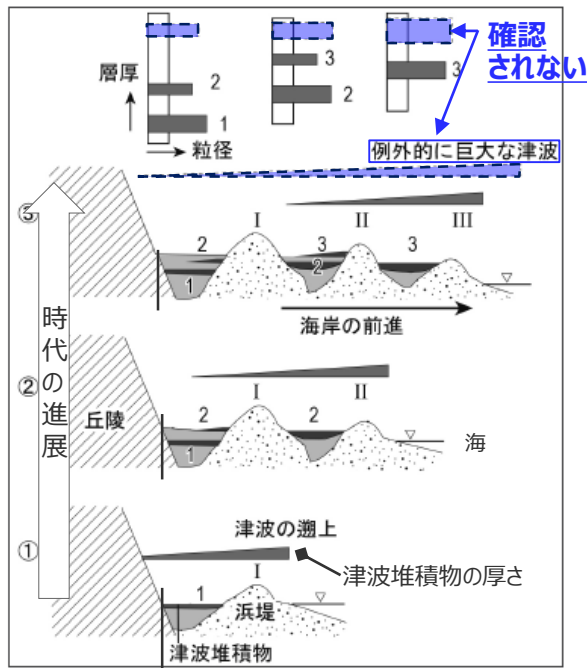 確認
されない
層厚
粒径
2
1
3
2
3
例外的に巨大な津波
③
I
II
III
2
3
3
1
2
海岸の前進
時代の進展
②
I
II
丘陵
2
2
1
海
①
津波の遡上
津波堆積物の厚さ
I
1
浜堤
津波堆積物